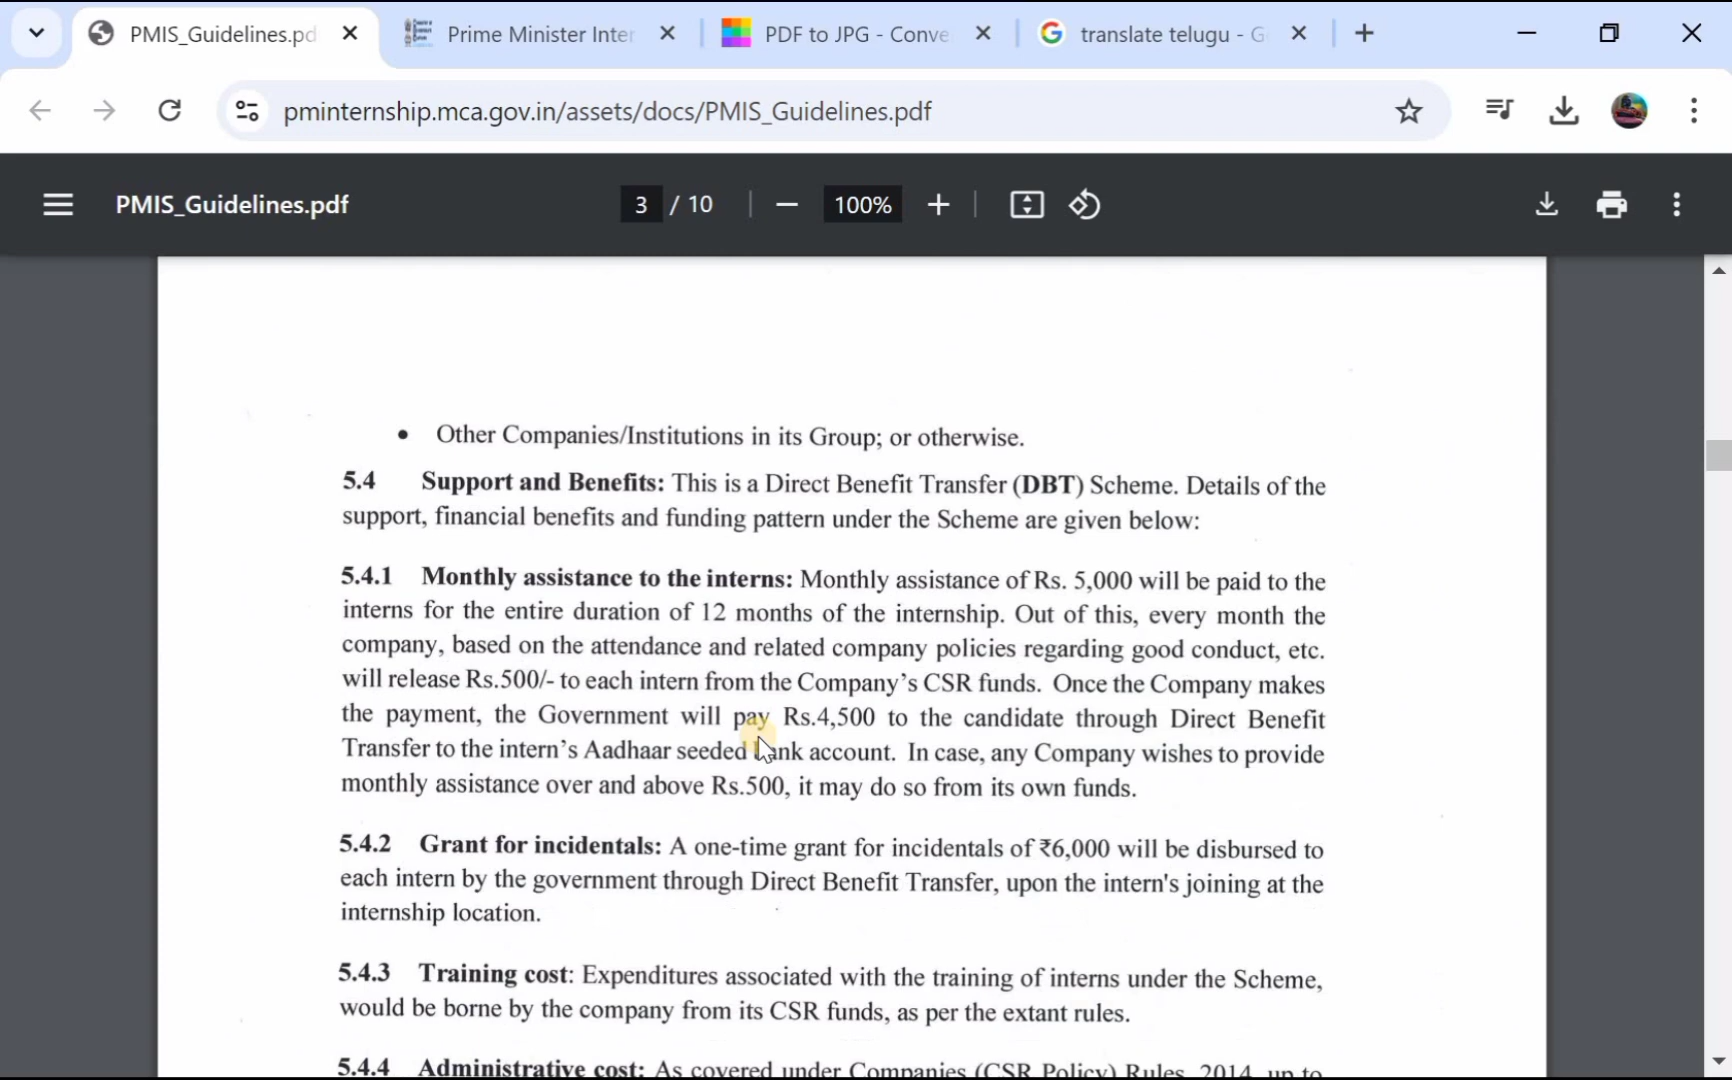 PMIS_Guidelines.pd
Prime Minister Inter
PDF to JPG - Conve
translate telugu - G
pminternship.mca.gov.in/assets/docs/PMIS_Guidelines.pdf
PMIS_Guidelines.pdf
3 / 10
100%
• Other Companies/Institutions in its Group; or otherwise.
5.4 Support and Benefits: This is a Direct Benefit Transfer (DBT) Scheme. Details of the
support, financial benefits and funding pattern under the Scheme are given below:
5.4.1 Monthly assistance to the interns: Monthly assistance of Rs. 5,000 will be paid to the
interns for the entire duration of 12 months of the internship. Out of this, every month the
company, based on the attendance and related company policies regarding good conduct, etc.
will release Rs.500/- to each intern from the Company's CSR funds. Once the Company makes
the payment, the Government will pay Rs.4,500 to the candidate through Direct Benefit
Transfer to the intern's Aadhaar seeded bank account. In case, any Company wishes to provide
monthly assistance over and above Rs.500, it may do so from its own funds.
5.4.2 Grant for incidentals: A one-time grant for incidentals of ₹6,000 will be disbursed to
each intern by the government through Direct Benefit Transfer, upon the intern's joining at the
internship location.
5.4.3 Training cost: Expenditures associated with the training of interns under the Scheme,
would be borne by the company from its CSR funds, as per the extant rules.
5.4.4 Administrative cost: As covered under Companies (CSR Policy) Rules, 2014, up to